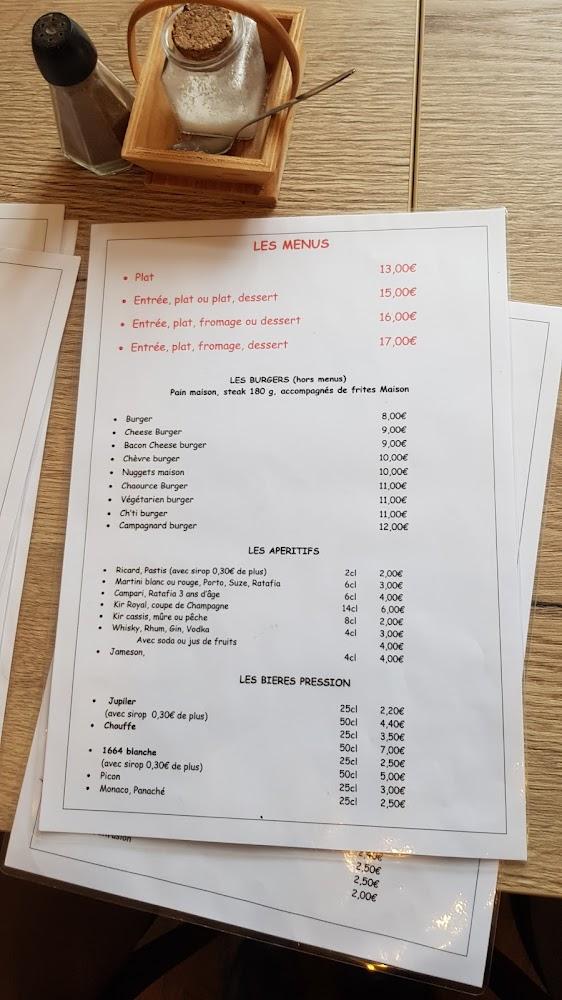 LES MENUS
• Plat 13,00€
• Entrée, plat ou plat, dessert 15,00€
• Entrée, plat, fromage ou dessert 16,00€
• Entrée, plat, fromage, dessert 17,00€
LES BURGERS (hors menus)
Pain maison, steak 180 g, accompagnés de frites Maison
• Burger 8,00€
• Cheese Burger 9,00€
• Bacon Cheese burger 9,00€
• Chèvre burger 10,00€
• Nuggets maison 10,00€
• Chaource Burger 11,00€
• Végétarien burger 11,00€
• Ch'ti burger 11,00€
• Campagnard burger 12,00€
LES APERITIFS
• Ricard, Pastis (avec sirop 0,30€ de plus) 2cl 2,00€
• Martini blanc ou rouge, Porto, Suze, Ratafia 6cl 3,00€
• Campari, Ratafia 3 ans d'âge 6cl 4,00€
• Kir Royal, coupe de Champagne 14cl 6,00€
• Kir cassis, mûre ou pêche 8cl 2,00€
• Whisky, Rhum, Gin, Vodka 4cl 3,00€
Avec soda ou jus de fruits 4,00€
• Jameson, 4cl 4,00€
LES BIERES PRESSION
• Jupiler 25cl 2,20€
(avec sirop 0,30€ de plus) 50cl 4,40€
• Chouffe 25cl 3,50€
50cl 7,00€
• 1664 blanche 25cl 2,50€
(avec sirop 0,30€ de plus) 50cl 5,00€
• Picon 25cl 3,00€
• Monaco, Panaché 25cl 2,50€
2,50€
2,50€
2,00€